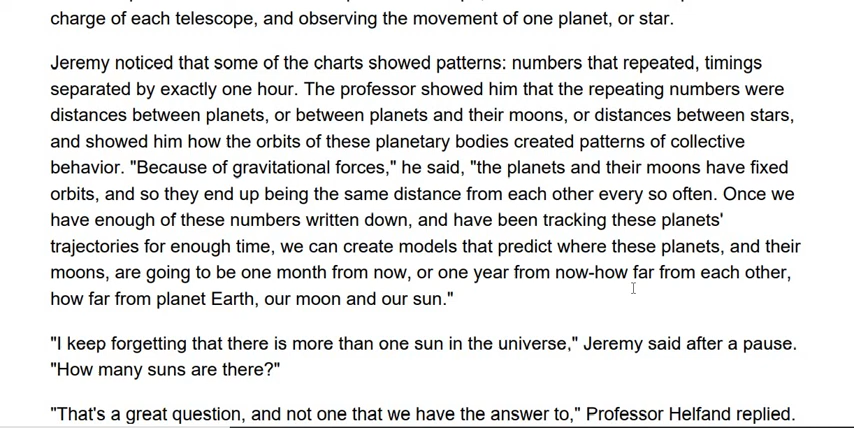 charge of each telescope, and observing the movement of one planet, or star.
Jeremy noticed that some of the charts showed patterns: numbers that repeated, timings
separated by exactly one hour. The professor showed him that the repeating numbers were
distances between planets, or between planets and their moons, or distances between stars,
and showed him how the orbits of these planetary bodies created patterns of collective
behavior. "Because of gravitational forces," he said, "the planets and their moons have fixed
orbits, and so they end up being the same distance from each other every so often. Once we
have enough of these numbers written down, and have been tracking these planets'
trajectories for enough time, we can create models that predict where these planets, and their
moons, are going to be one month from now, or one year from now-how far from each other,
how far from planet Earth, our moon and our sun."
"I keep forgetting that there is more than one sun in the universe," Jeremy said after a pause.
"How many suns are there?"
"That's a great question, and not one that we have the answer to," Professor Helfand replied.